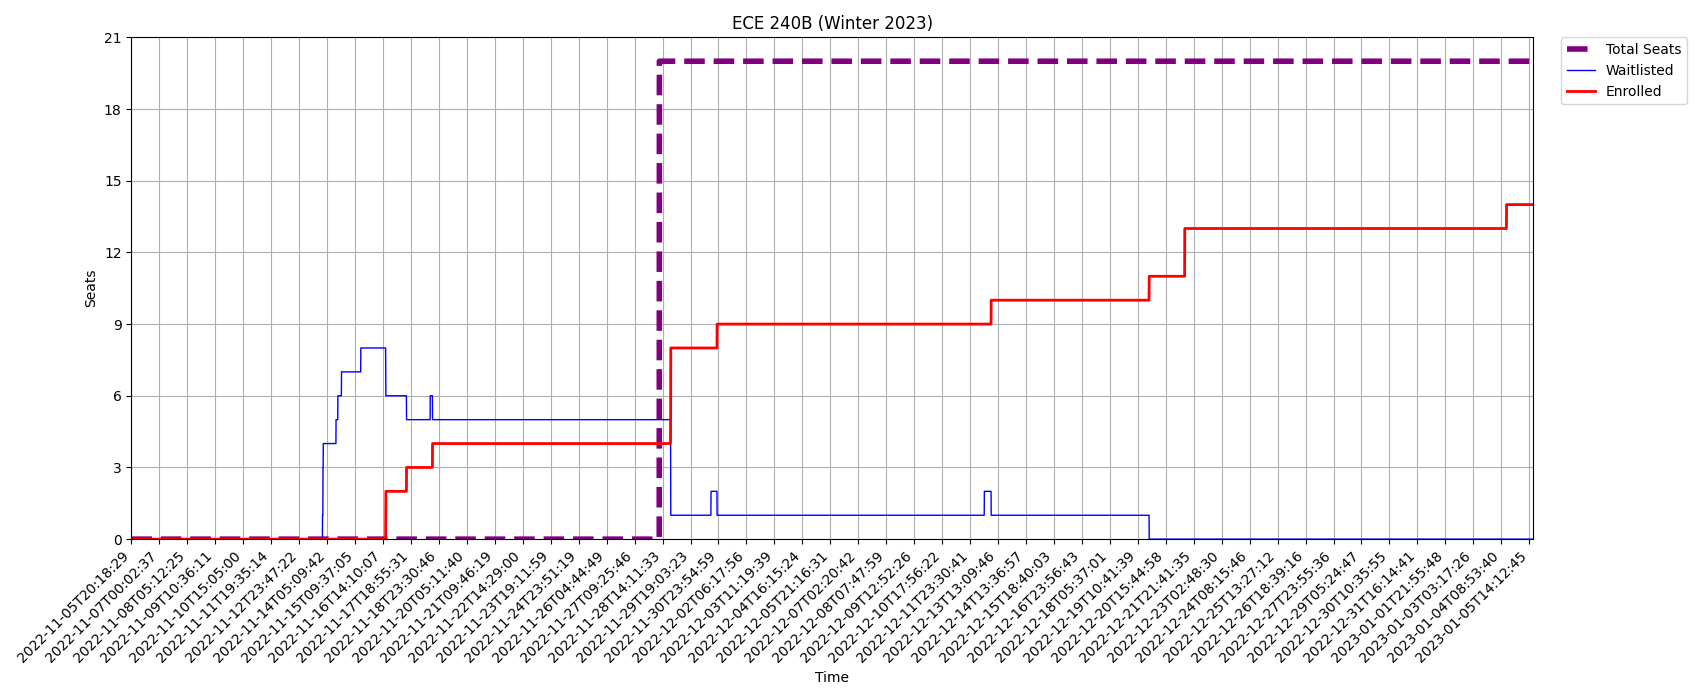 ECE 240B (Winter 2023)
Total Seats
Waitlisted
Enrolled
Seats
21
18
15
12
9
6
3
0
2022-11-05T20:18:29
2022-11-07T00:02:37
2022-11-08T05:12:25
2022-11-09T10:36:11
2022-11-10T15:05:00
2022-11-11T19:35:14
2022-11-12T23:47:22
2022-11-14T05:09:42
2022-11-15T09:37:05
2022-11-16T14:10:07
2022-11-17T18:55:31
2022-11-18T23:30:46
2022-11-20T05:11:40
2022-11-21T09:46:19
2022-11-22T14:29:00
2022-11-23T19:11:59
2022-11-24T23:51:19
2022-11-26T04:44:49
2022-11-27T09:25:46
2022-11-28T14:11:33
2022-11-29T19:03:23
2022-11-30T23:54:59
2022-12-02T06:17:56
2022-12-03T11:19:39
2022-12-04T16:15:24
2022-12-05T21:16:31
2022-12-07T02:20:42
2022-12-08T07:47:59
2022-12-09T12:52:26
2022-12-10T17:56:22
2022-12-11T23:30:41
2022-12-13T13:09:46
2022-12-14T13:36:57
2022-12-15T18:40:03
2022-12-16T23:56:43
2022-12-18T05:37:01
2022-12-19T10:41:39
2022-12-20T15:44:58
2022-12-21T21:41:35
2022-12-23T02:48:30
2022-12-24T08:15:46
2022-12-25T13:27:12
2022-12-26T18:39:16
2022-12-27T23:55:36
2022-12-29T05:24:47
2022-12-30T10:35:55
2022-12-31T16:14:41
2023-01-01T21:55:48
2023-01-03T03:17:26
2023-01-04T08:53:40
2023-01-05T14:12:45
Time